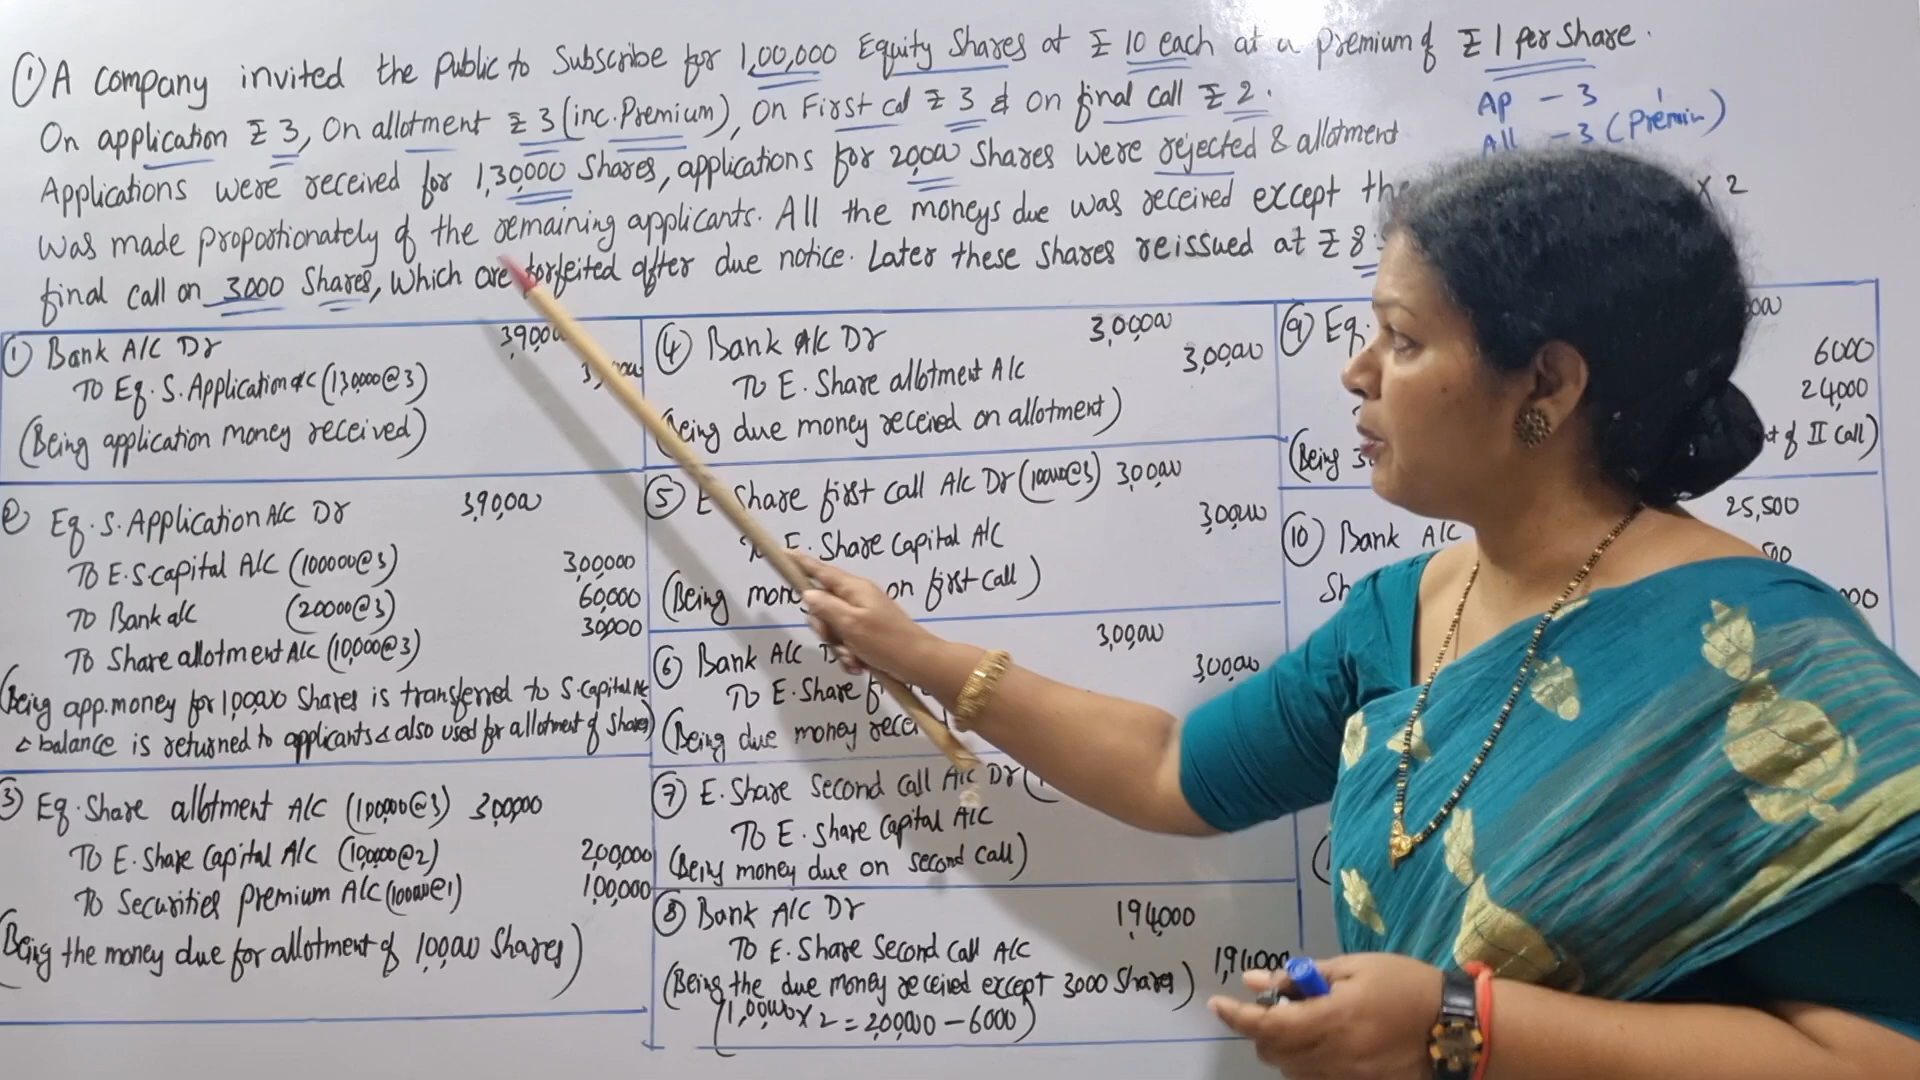 ① A company invited the Public to Subscribe for 1,00,000 Equity Shares at ₹ 10 each at a premium of ₹ 1 per share.
On application ₹ 3, On allotment ₹ 3 (inc. Premium), On First cal ₹ 3 & on final call ₹ 2.
Applications were received for 1,30,000 Shares, applications for 20,000 Shares were rejected & allotment
was made proportionately of the remaining applicants. All the moneys due was received except the
final call on 3000 Shares, which are forfeited after due notice. Later these shares reissued at ₹ 8.5
Ap - 3
All - 3 (Premium)
x 2
① Bank A/C Dr 3,90,000
To Eq. S. Application A/C (130000@3)
(Being application money received)
② Eq. S. Application A/C Dr 3,90,000
To E.S.Capital A/C (100000@3) 3,00,000
To Bank a/c (20000@3) 60,000
To Share allotment A/C (10,000@3) 30,000
(Being app. money for 1,00,000 Shares is transferred to S. Capital A/C
& balance is returned to applicants & also used for allotment of Shares)
③ Eq. Share allotment A/C (1,00,000@3) 3,00,000
To E. Share Capital A/C (1,00,000@2) 2,00,000
To Securities premium A/C (100000@1) 1,00,000
(Being the money due for allotment of 1,00,000 Shares)
④ Bank A/C Dr 3,00,000
To E. Share allotment A/C 3,00,000
(Being due money received on allotment)
⑤ E Share first call A/C Dr (100000@3) 3,00,000
To E. Share Capital A/C 3,00,000
(Being money on first call)
⑥ Bank A/C 3,00,000
To E. Share 3,00,000
(Being due money
⑦ E. Share Second call A/C Dr
To E. Share Capital A/C
(Being money due on second call)
⑧ Bank A/C Dr 1,94,000
To E. Share Second Call A/C 1,94,000
(Being the due money received except 3000 Shares)
(1,00,000 x 2 = 2,00,000 - 6000)
⑨ Eq.
6000
24,000
(Being of II Call)
⑩ Bank A/C 25,500